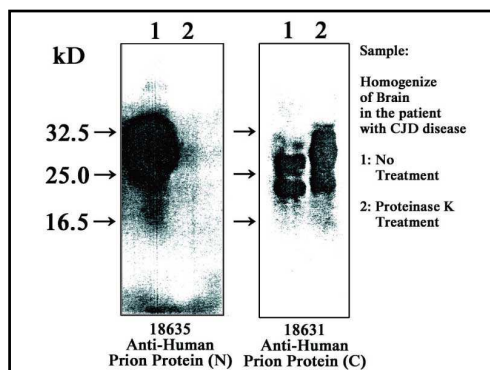 kD
1 2
32.5
25.0
16.5
18635
Anti-Human
Prion Protein (N)
1 2
18631
Anti-Human
Prion Protein (C)
Sample:
Homogenize
of Brain
in the patient
with CJD disease
1: No
Treatment
2: Proteinase K
Treatment